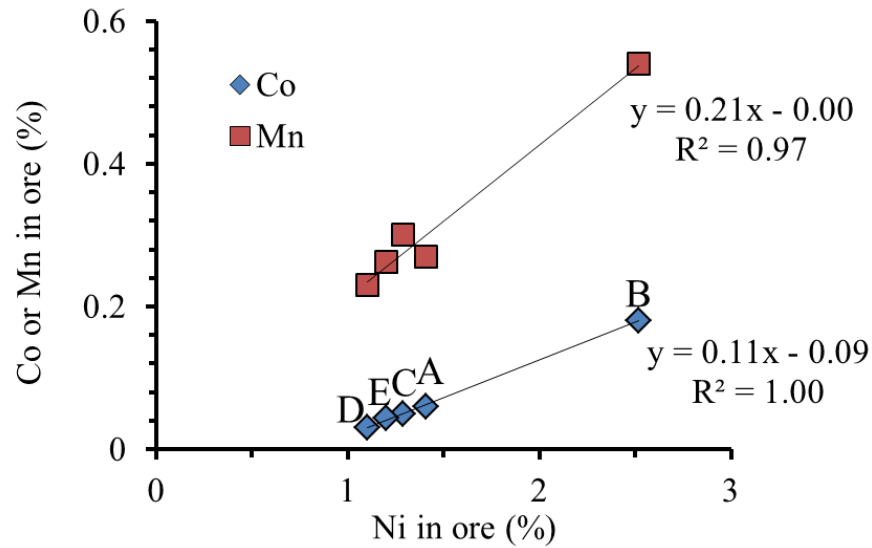 0.6
Co
Mn
y = 0.21x - 0.00
R² = 0.97
0.4
Co or Mn in ore (%)
0.2
B
y = 0.11x - 0.09
R² = 1.00
D E C A
0
0 1 2 3
Ni in ore (%)